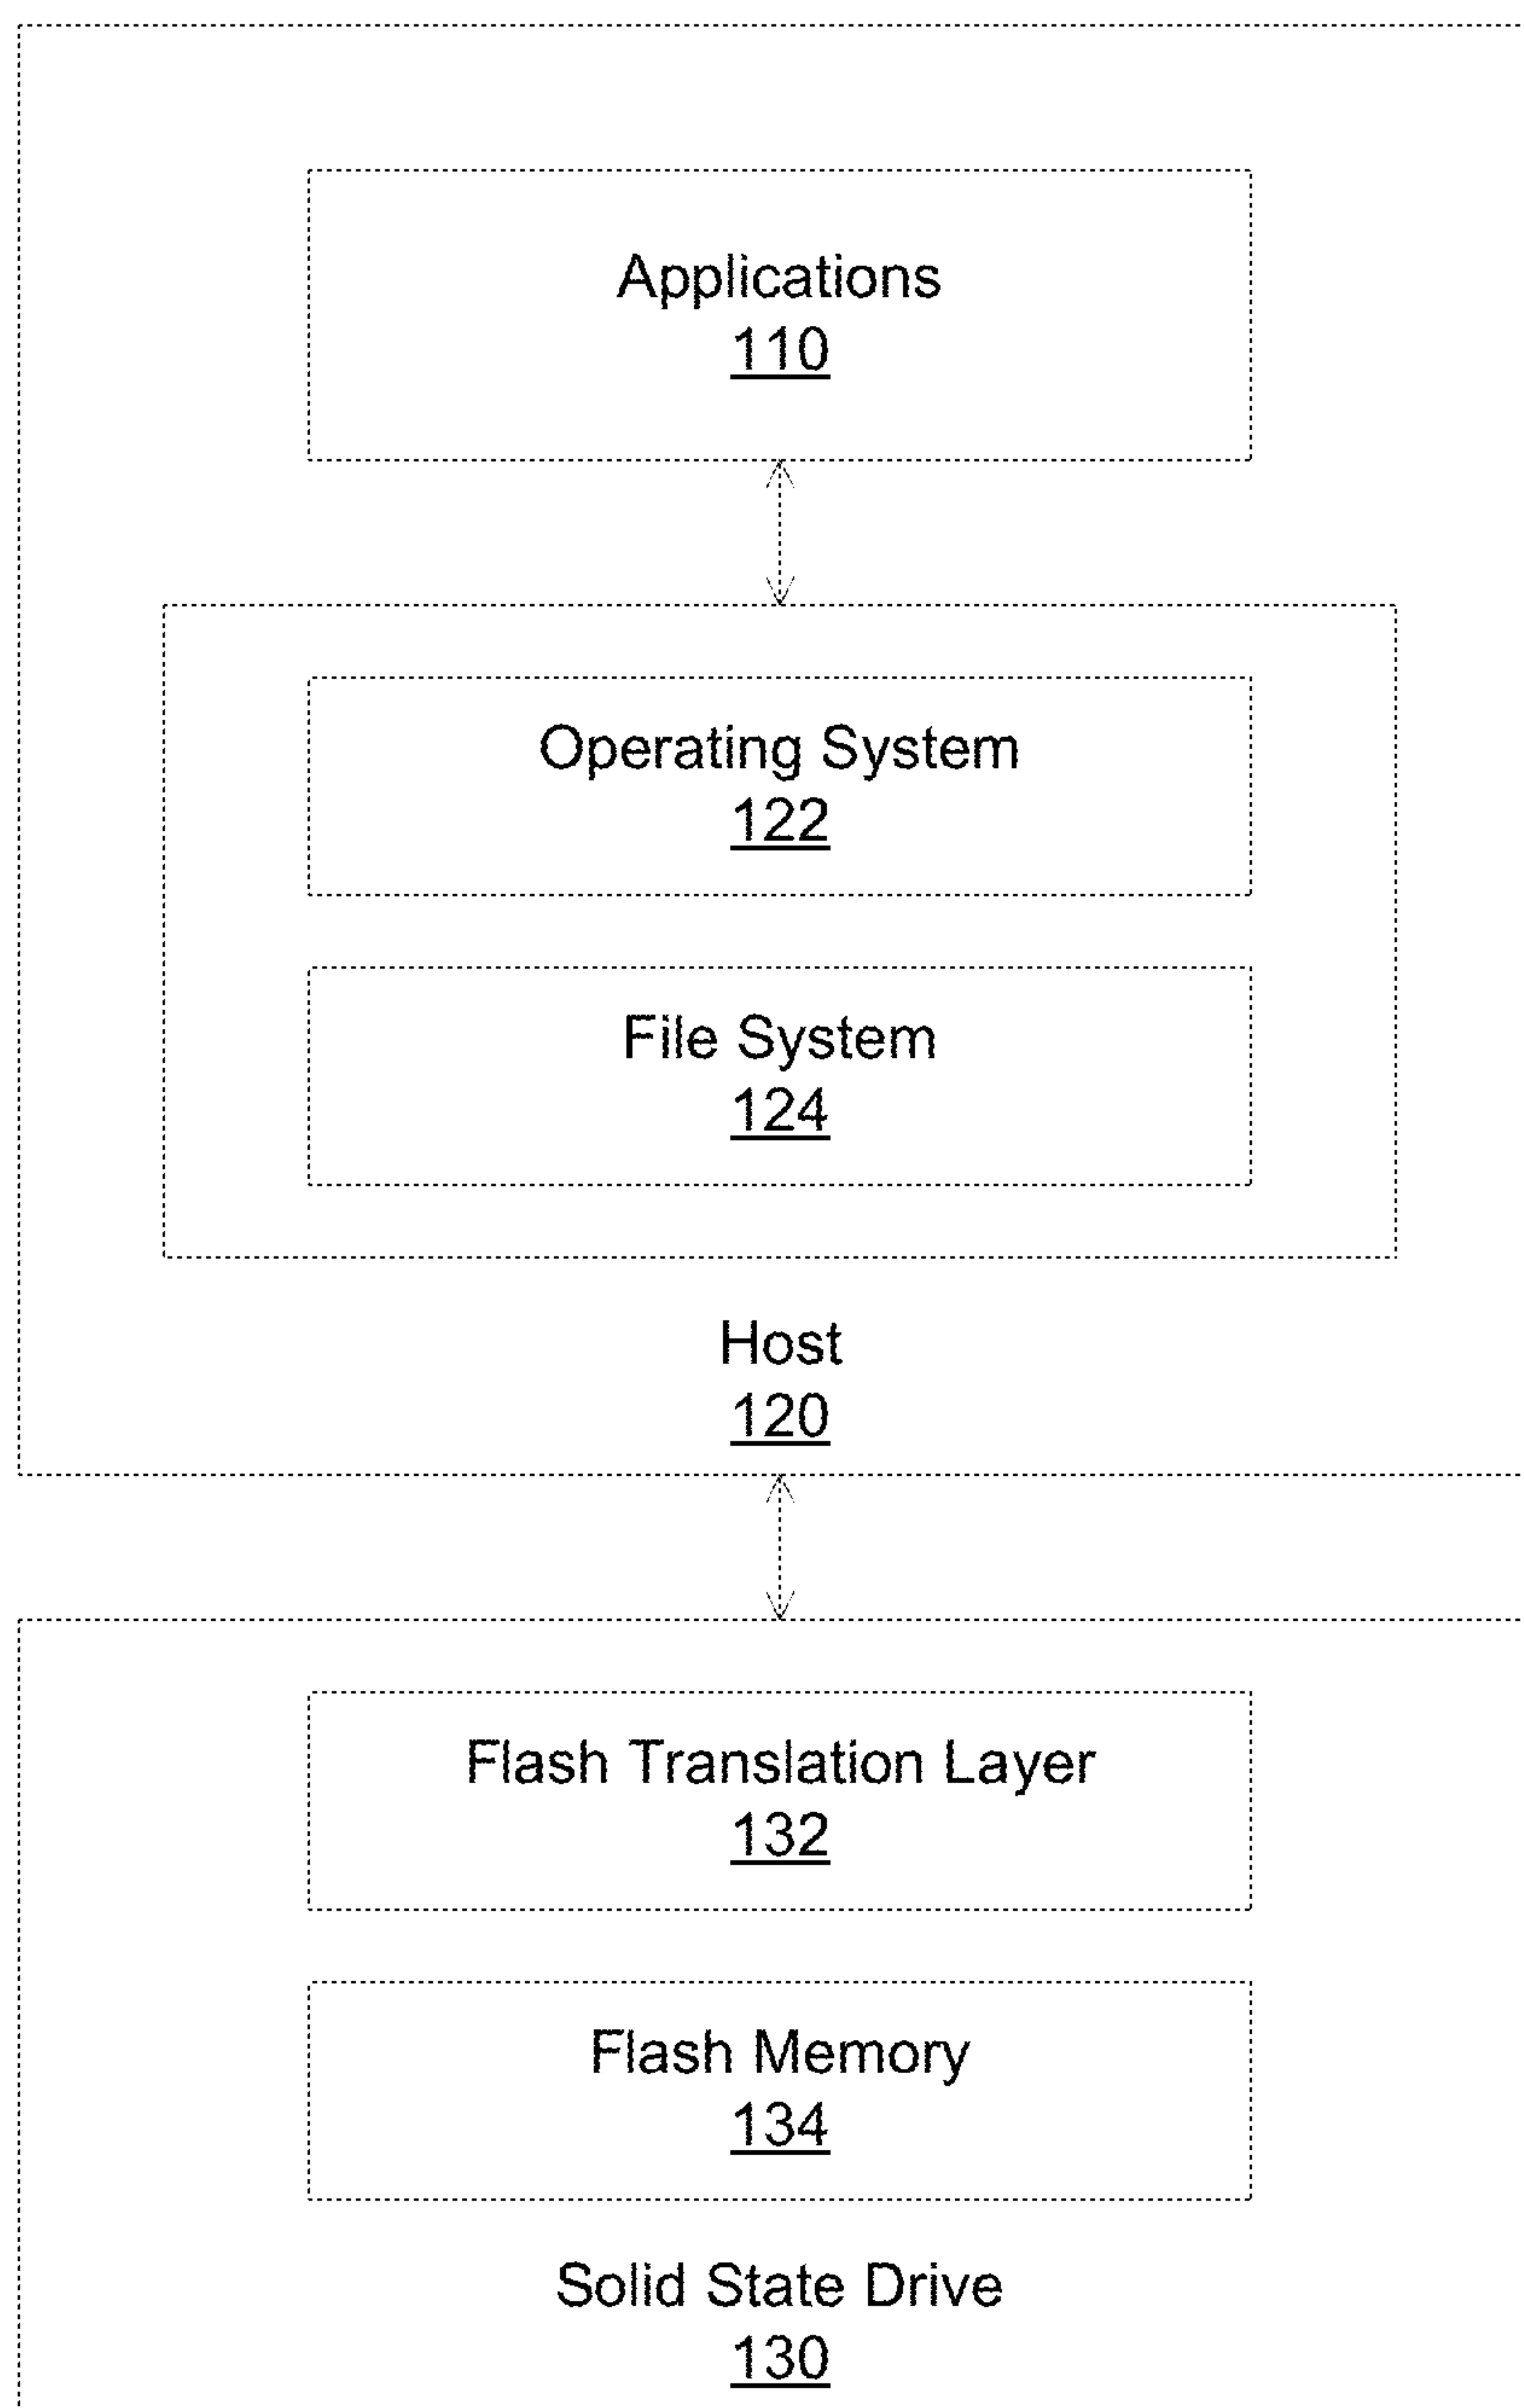 Applications
110
Operating System
122
File System
124
Host
120
Flash Translation Layer
132
Flash Memory
134
Solid State Drive
130